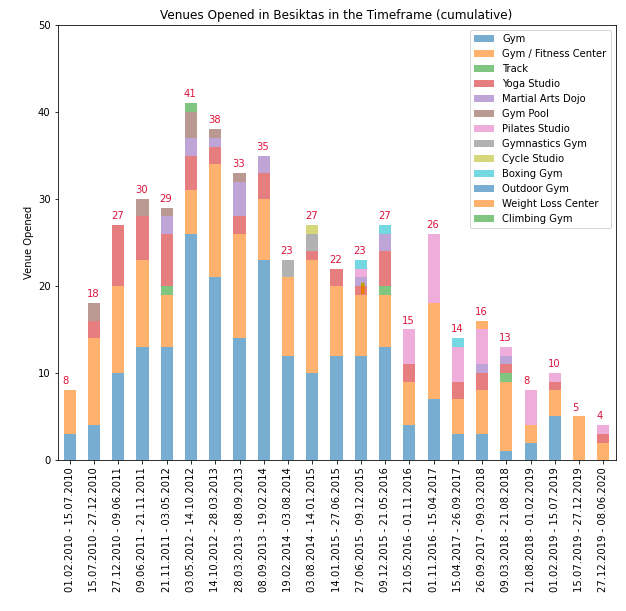 Venues Opened in Besiktas in the Timeframe (cumulative)
Venue Opened
50
40
30
20
10
0
8
18
27
30
29
41
38
33
35
23
27
22
23
27
15
26
14
16
13
8
10
5
4
Gym
Gym / Fitness Center
Track
Yoga Studio
Martial Arts Dojo
Gym Pool
Pilates Studio
Gymnastics Gym
Cycle Studio
Boxing Gym
Outdoor Gym
Weight Loss Center
Climbing Gym
01.02.2010 - 15.07.2010
15.07.2010 - 27.12.2010
27.12.2010 - 09.06.2011
09.06.2011 - 21.11.2011
21.11.2011 - 03.05.2012
03.05.2012 - 14.10.2012
14.10.2012 - 28.03.2013
28.03.2013 - 08.09.2013
08.09.2013 - 19.02.2014
19.02.2014 - 03.08.2014
03.08.2014 - 14.01.2015
14.01.2015 - 27.06.2015
27.06.2015 - 09.12.2015
09.12.2015 - 21.05.2016
21.05.2016 - 01.11.2016
01.11.2016 - 15.04.2017
15.04.2017 - 26.09.2017
26.09.2017 - 09.03.2018
09.03.2018 - 21.08.2018
21.08.2018 - 01.02.2019
01.02.2019 - 15.07.2019
15.07.2019 - 27.12.2019
27.12.2019 - 08.06.2020